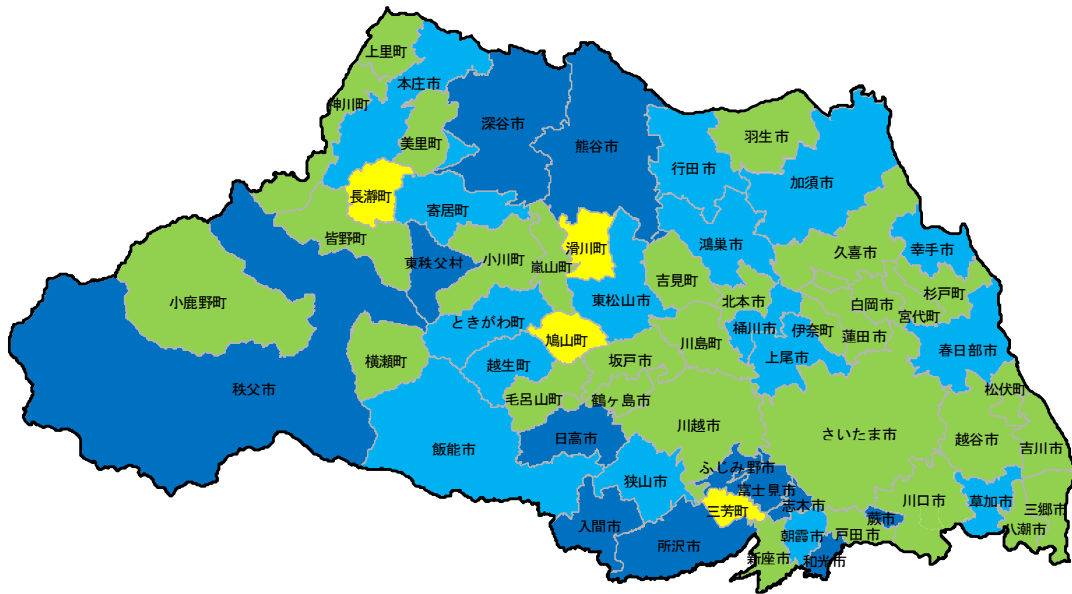 上里町
本庄市
神川町
美里町
深谷市
熊谷市
羽生市
行田市
加須市
長瀞町
寄居町
皆野町
東秩父村
小川町
嵐山町
滑川町
鴻巣市
久喜市
幸手市
吉見町
小鹿野町
東松山市
北本市
白岡市
杉戸町
宮代町
ときがわ町
鳩山町
桶川市
伊奈町
蓮田市
川島町
上尾市
春日部市
横瀬町
越生町
坂戸市
秩父市
毛呂山町
鶴ヶ島市
松伏町
川越市
さいたま市
越谷市
吉川市
飯能市
日高市
ふじみ野市
狭山市
富士見市
志木市
川口市
草加市
三郷市
三芳町
入間市
蕨市
八潮市
戸田市
朝霞市
所沢市
新座市
和光市